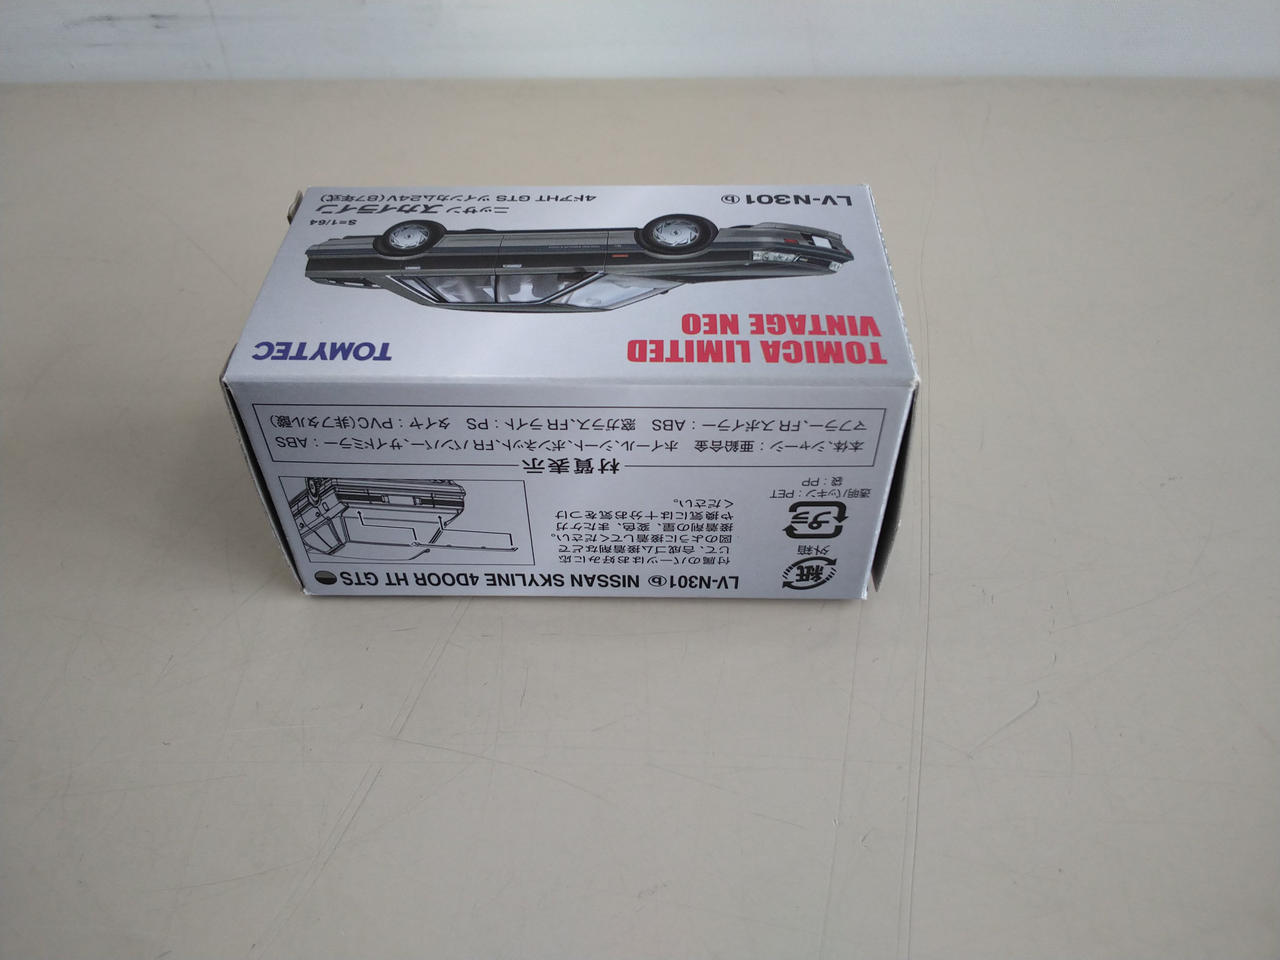 LV-N301ⓑ NISSAN SKYLINE 4DOOR HT GTS
紙
外箱
プラ
透明パッキン：PET
袋：PP
付属のパーツはお好みに応
じて、合成ゴム接着剤などで
図のように接着してください。
接着剤の量、変色、またケガ
や換気には十分お気をつけ
ください。
材質表示
本体、シャーシ：亜鉛合金 ホイール、シート、ボンネット、FRバンパー、サイドミラー：ABS
マフラー、FRスポイラー：ABS 窓ガラス、FRライト：PS タイヤ：PVC(非フタル酸)
TOMICA LIMITED
VINTAGE NEO
TOMYTEC
S=1/64
LV-N301ⓑ
ニッサン スカイライン
4ドアHT GTS ツインカム24V(87年式)